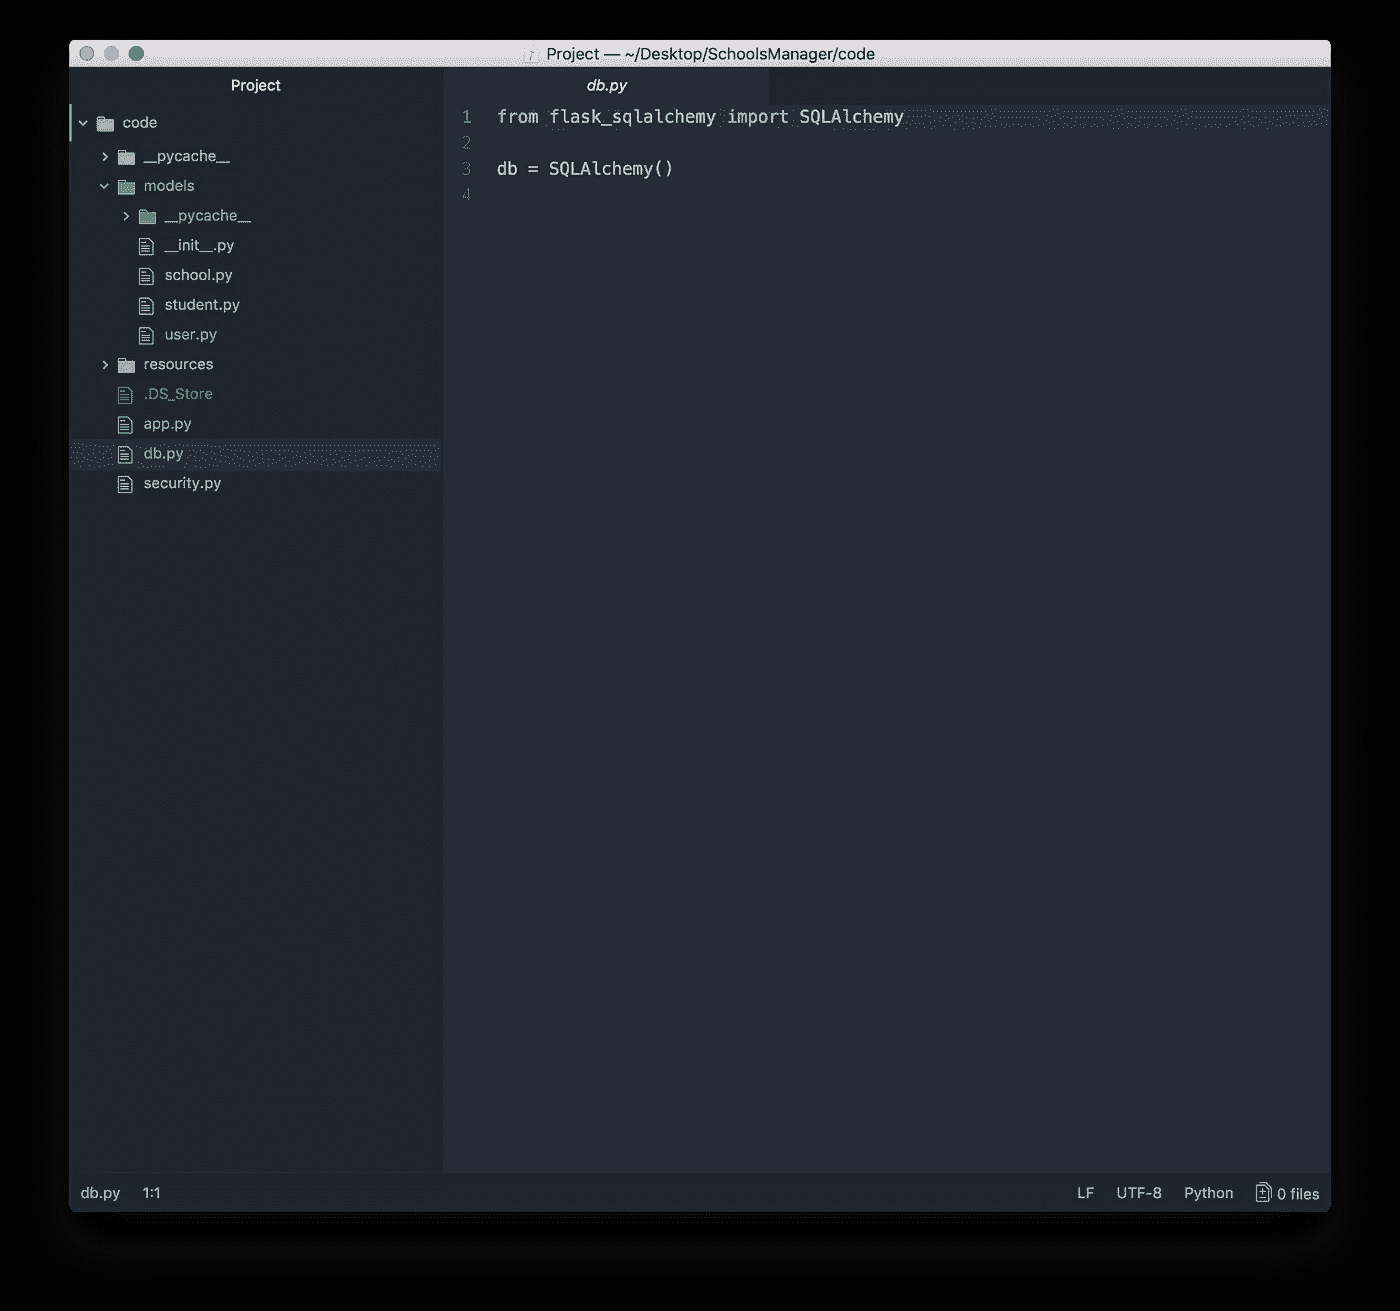 Project — ~/Desktop/SchoolsManager/code
Project
code
__pycache__
models
__pycache__
__init__.py
school.py
student.py
user.py
resources
.DS_Store
app.py
db.py
security.py
db.py
1 from flask_sqlalchemy import SQLAlchemy
2
3 db = SQLAlchemy()
4
db.py 1:1 LF UTF-8 Python 0 files